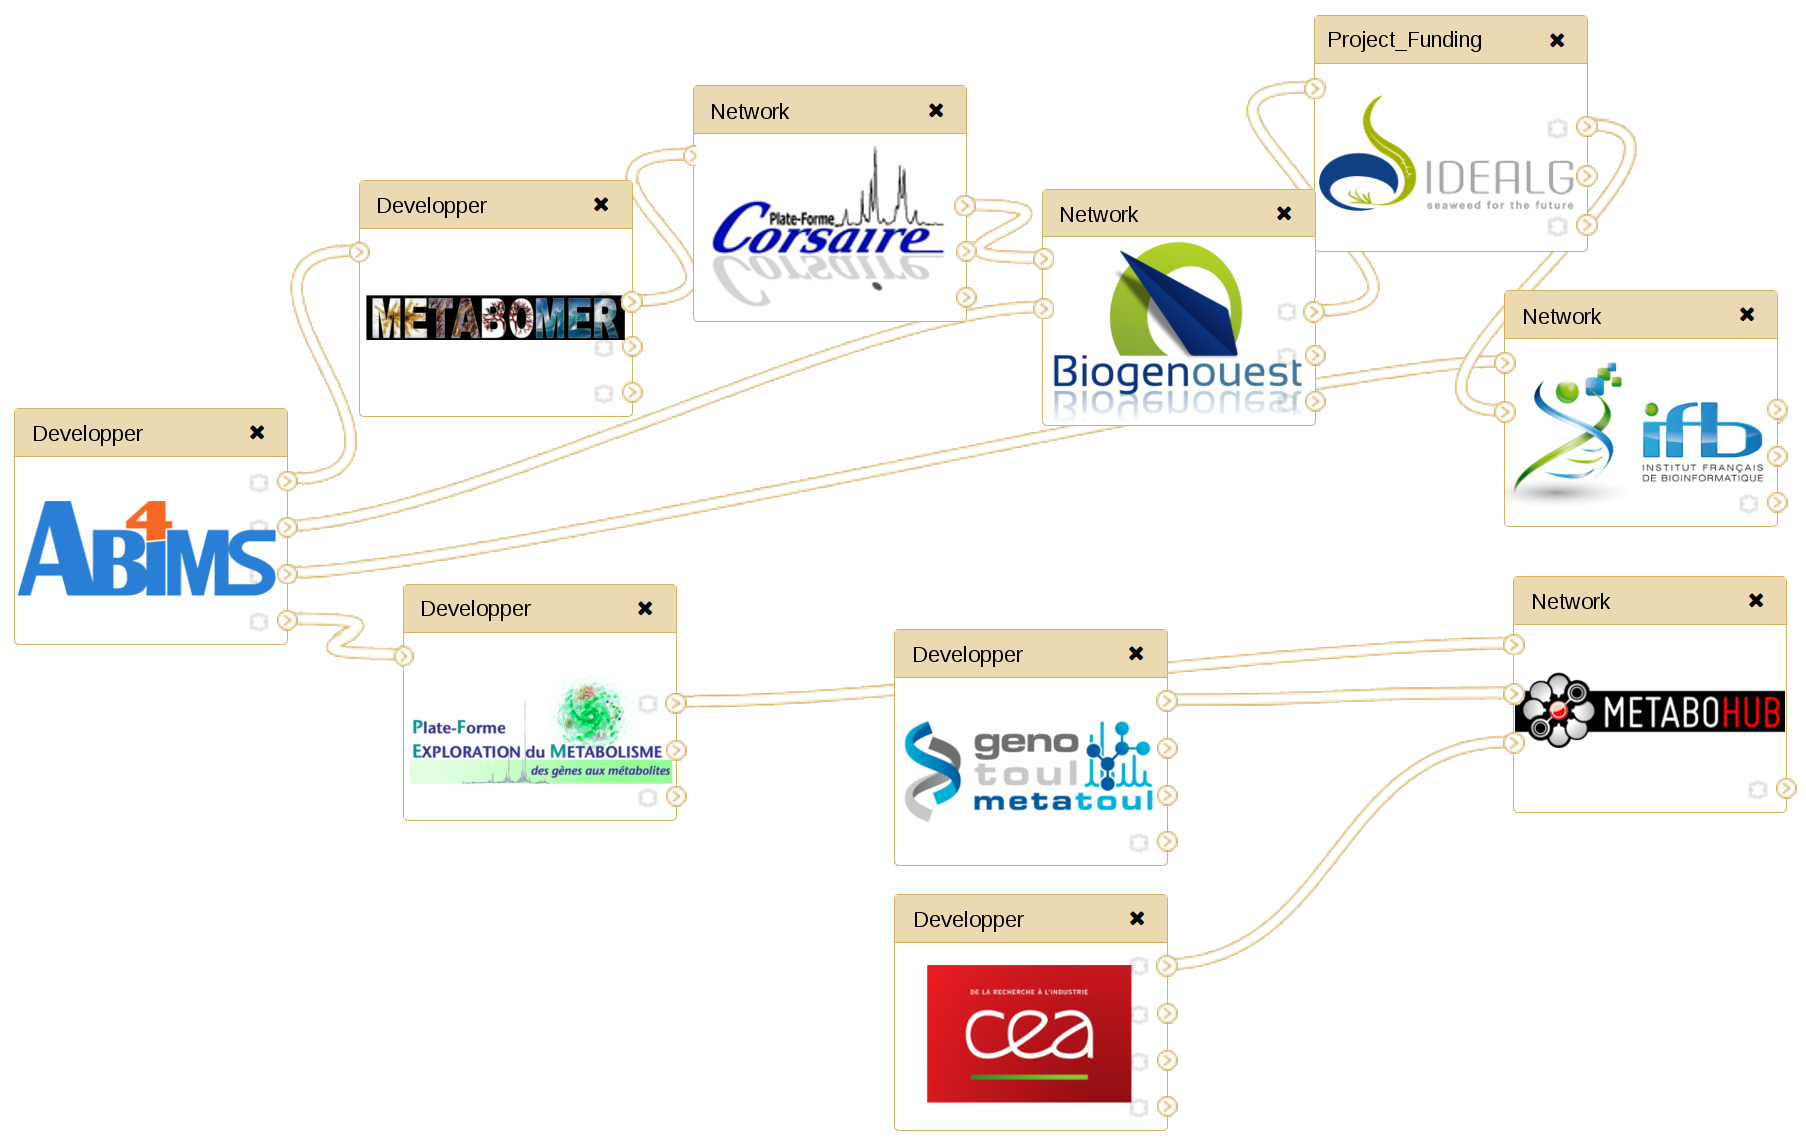 Project_Funding
IDEALG
seaweed for the future
Network
Plate-Forme
Corsaire
Developper
METABOMER
Network
Biogenouest
Network
ifb
INSTITUT FRANÇAIS
DE BIOINFORMATIQUE
Developper
ABiMS
4
Developper
Plate-Forme
EXPLORATION du METABOLISME
des gènes aux métabolites
Developper
geno
toul
metatoul
Network
METABOHUB
Developper
DE LA RECHERCHE À L'INDUSTRIE
cea